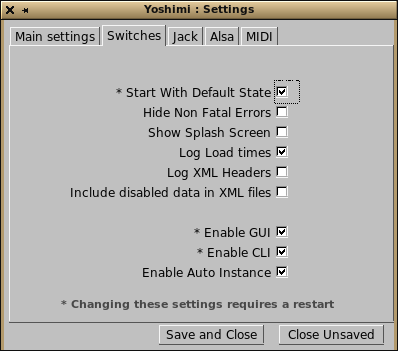 Yoshimi : Settings
Main settings Switches Jack Alsa MIDI
* Start With Default State
Hide Non Fatal Errors
Show Splash Screen
Log Load times
Log XML Headers
Include disabled data in XML files
* Enable GUI
* Enable CLI
Enable Auto Instance
* Changing these settings requires a restart
Save and Close Close Unsaved